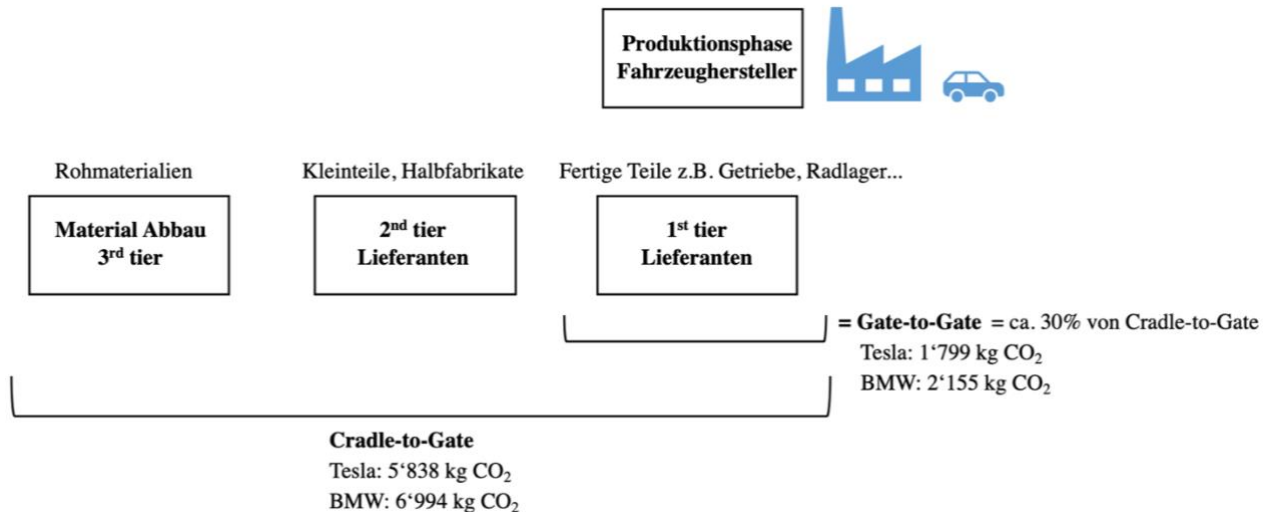 Produktionsphase
Fahrzeughersteller
Rohmaterialien
Kleinteile, Halbfabrikate
Fertige Teile z.B. Getriebe, Radlager...
Material Abbau
3rd tier
2nd tier
Lieferanten
1st tier
Lieferanten
= Gate-to-Gate = ca. 30% von Cradle-to-Gate
Tesla: 1‘799 kg CO₂
BMW: 2‘155 kg CO₂
Cradle-to-Gate
Tesla: 5‘838 kg CO₂
BMW: 6‘994 kg CO₂